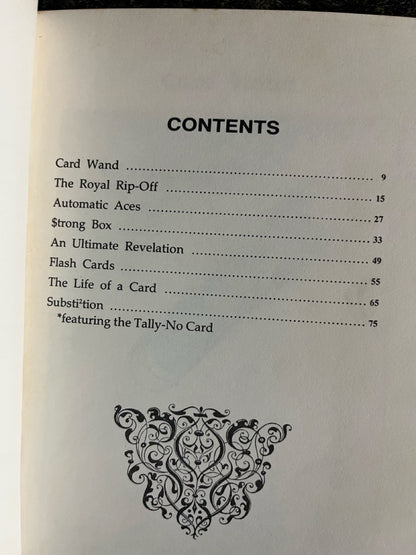 CONTENTS
Card Wand ........................................................ 9
The Royal Rip-Off ................................................ 15
Automatic Aces ................................................... 27
$trong Box ....................................................... 33
An Ultimate Revelation ........................................... 49
Flash Cards ...................................................... 55
The Life of a Card ............................................... 65
Substi²tion ...................................................... 75
*featuring the Tally-No Card